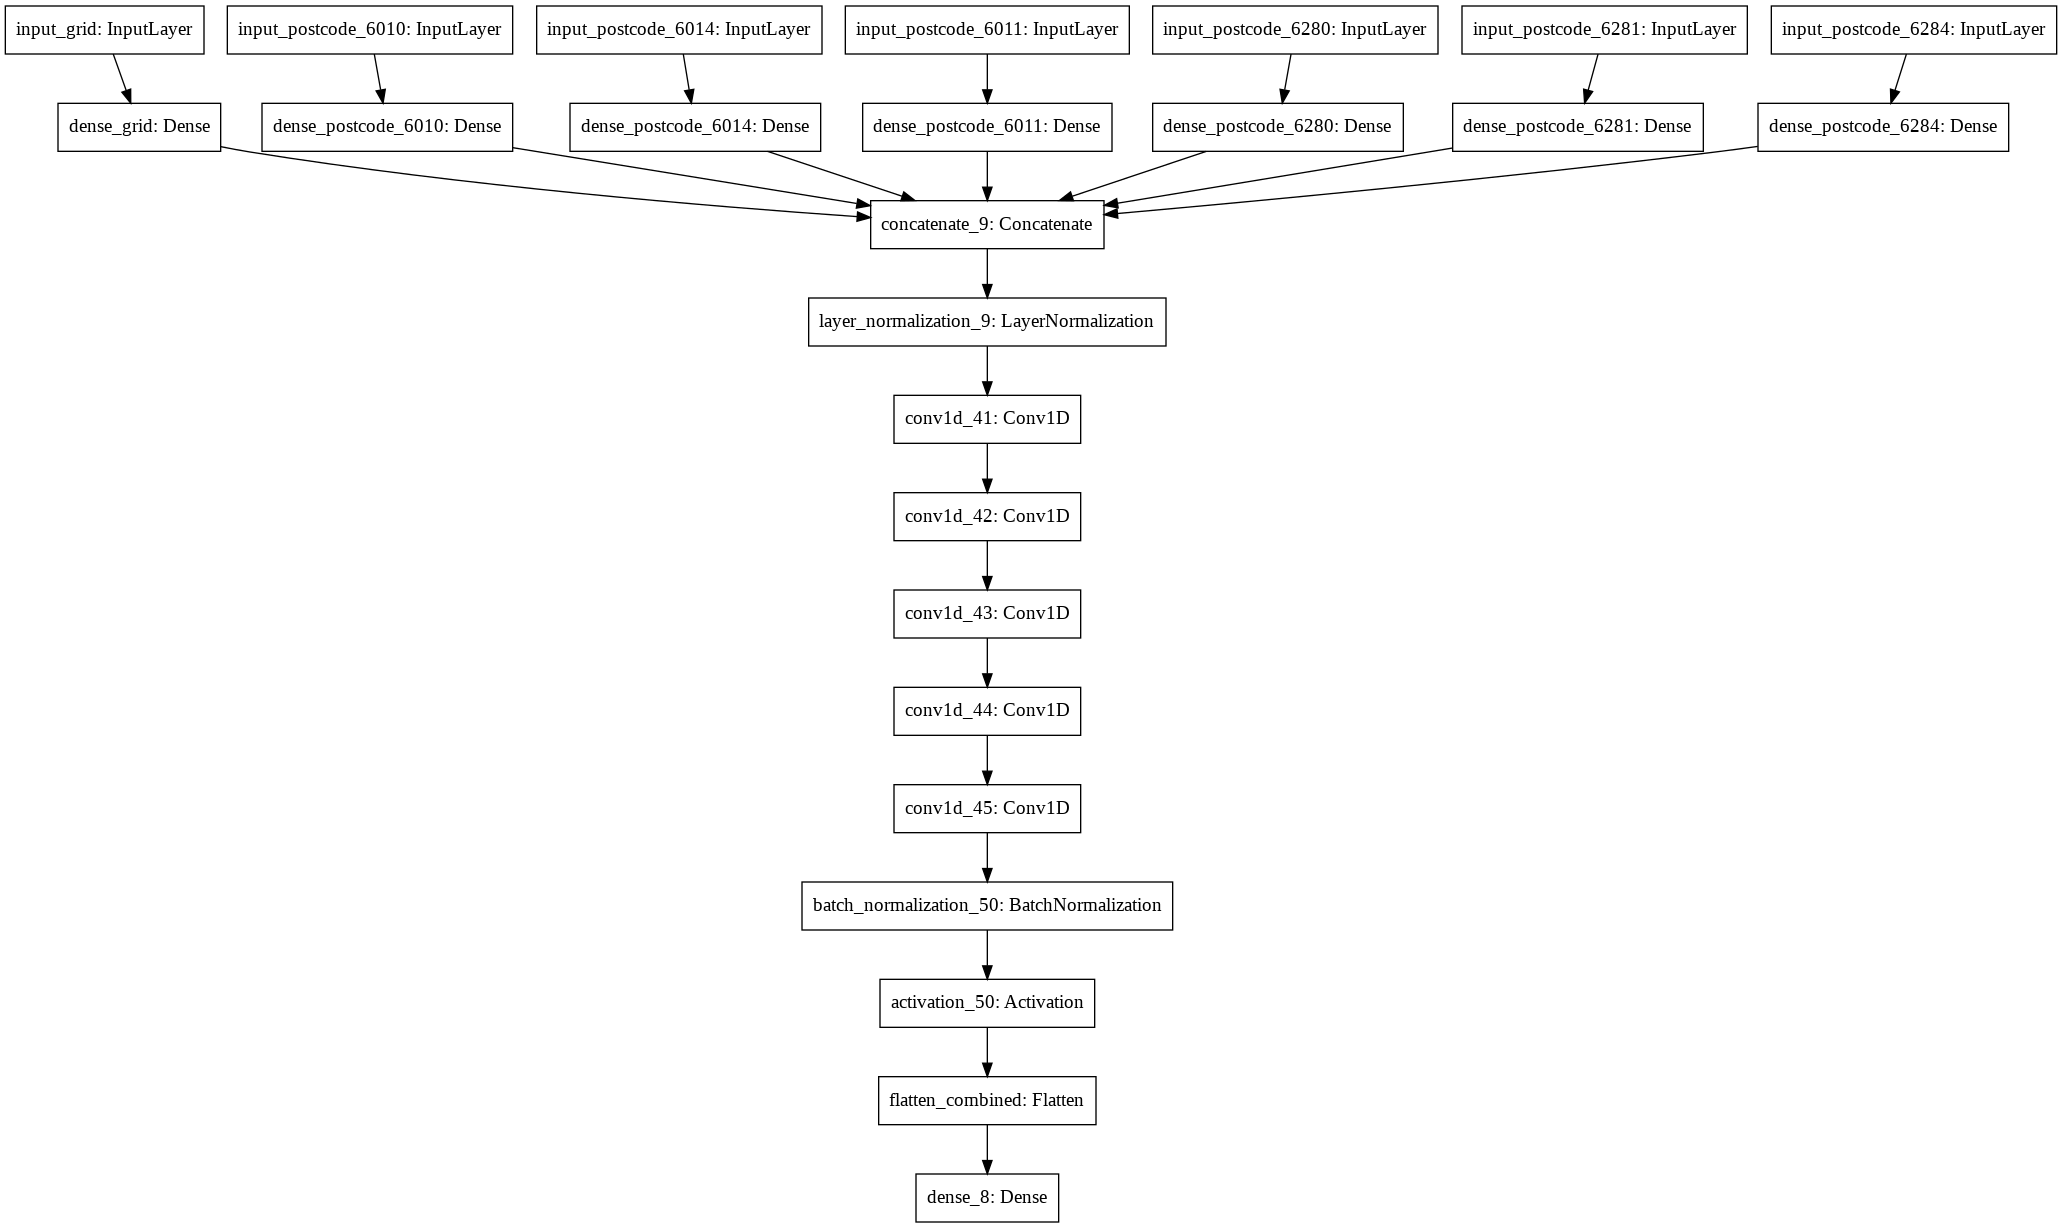 input_grid: InputLayer
input_postcode_6010: InputLayer
input_postcode_6014: InputLayer
input_postcode_6011: InputLayer
input_postcode_6280: InputLayer
input_postcode_6281: InputLayer
input_postcode_6284: InputLayer
dense_grid: Dense
dense_postcode_6010: Dense
dense_postcode_6014: Dense
dense_postcode_6011: Dense
dense_postcode_6280: Dense
dense_postcode_6281: Dense
dense_postcode_6284: Dense
concatenate_9: Concatenate
layer_normalization_9: LayerNormalization
conv1d_41: Conv1D
conv1d_42: Conv1D
conv1d_43: Conv1D
conv1d_44: Conv1D
conv1d_45: Conv1D
batch_normalization_50: BatchNormalization
activation_50: Activation
flatten_combined: Flatten
dense_8: Dense